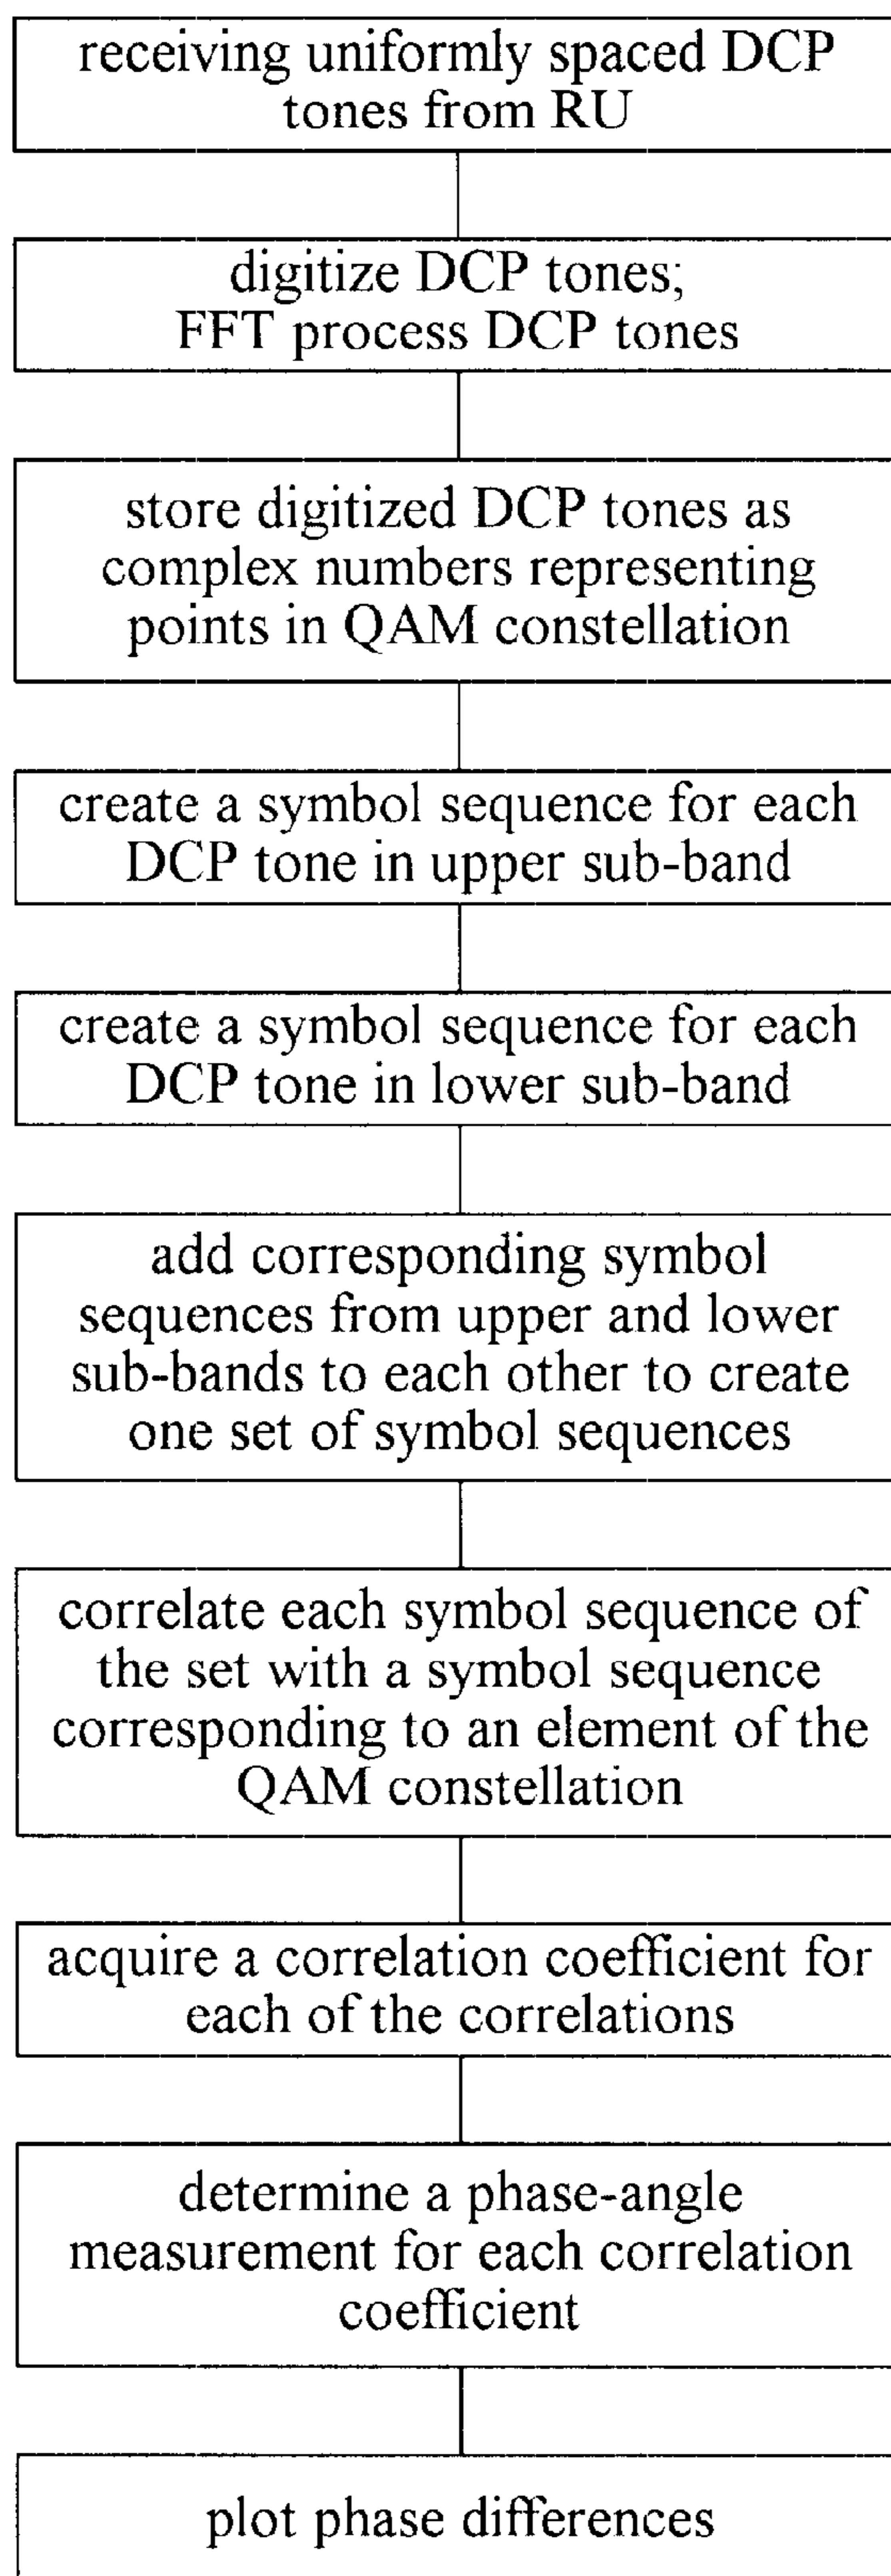 receiving uniformly spaced DCP
tones from RU
digitize DCP tones;
FFT process DCP tones
store digitized DCP tones as
complex numbers representing
points in QAM constellation
create a symbol sequence for each
DCP tone in upper sub-band
create a symbol sequence for each
DCP tone in lower sub-band
add corresponding symbol
sequences from upper and lower
sub-bands to each other to create
one set of symbol sequences
correlate each symbol sequence of
the set with a symbol sequence
corresponding to an element of the
QAM constellation
acquire a correlation coefficient for
each of the correlations
determine a phase-angle
measurement for each correlation
coefficient
plot phase differences